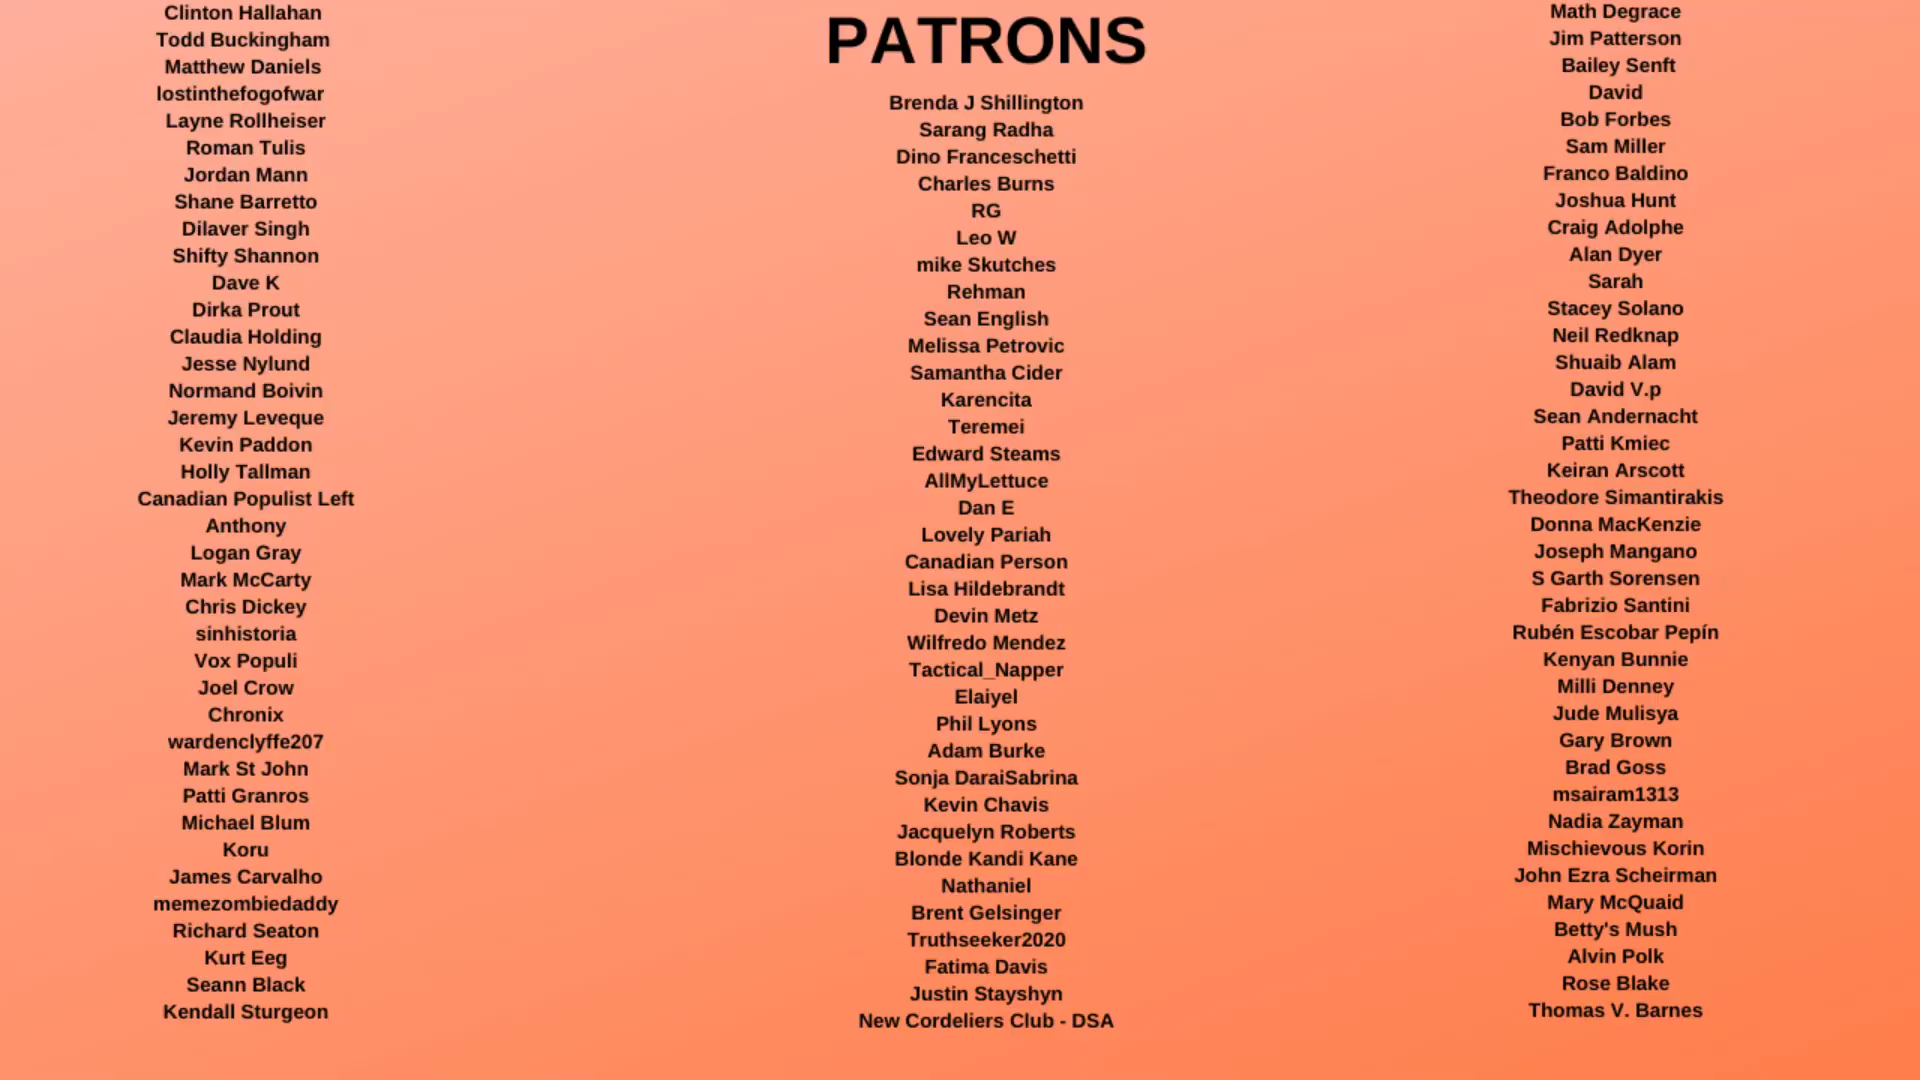 Clinton Hallahan
Todd Buckingham
Matthew Daniels
lostinthefogofwar
Layne Rollheiser
Roman Tulis
Jordan Mann
Shane Barretto
Dilaver Singh
Shifty Shannon
Dave K
Dirka Prout
Claudia Holding
Jesse Nylund
Normand Boivin
Jeremy Leveque
Kevin Paddon
Holly Tallman
Canadian Populist Left
Anthony
Logan Gray
Mark McCarty
Chris Dickey
sinhistoria
Vox Populi
Joel Crow
Chronix
wardenclyffe207
Mark St John
Patti Granros
Michael Blum
Koru
James Carvalho
memezombiedaddy
Richard Seaton
Kurt Eeg
Seann Black
Kendall Sturgeon
PATRONS
Brenda J Shillington
Sarang Radha
Dino Franceschetti
Charles Burns
RG
Leo W
mike Skutches
Rehman
Sean English
Melissa Petrovic
Samantha Cider
Karencita
Teremei
Edward Steams
AllMyLettuce
Dan E
Lovely Pariah
Canadian Person
Lisa Hildebrandt
Devin Metz
Wilfredo Mendez
Tactical_Napper
Elaiyel
Phil Lyons
Adam Burke
Sonja DaraiSabrina
Kevin Chavis
Jacquelyn Roberts
Blonde Kandi Kane
Nathaniel
Brent Gelsinger
Truthseeker2020
Fatima Davis
Justin Stayshyn
New Cordeliers Club - DSA
Math Degrace
Jim Patterson
Bailey Senft
David
Bob Forbes
Sam Miller
Franco Baldino
Joshua Hunt
Craig Adolphe
Alan Dyer
Sarah
Stacey Solano
Neil Redknap
Shuaib Alam
David V.p
Sean Andernacht
Patti Kmiec
Keiran Arscott
Theodore Simantirakis
Donna MacKenzie
Joseph Mangano
S Garth Sorensen
Fabrizio Santini
Rubén Escobar Pepín
Kenyan Bunnie
Milli Denney
Jude Mulisya
Gary Brown
Brad Goss
msairam1313
Nadia Zayman
Mischievous Korin
John Ezra Scheirman
Mary McQuaid
Betty's Mush
Alvin Polk
Rose Blake
Thomas V. Barnes